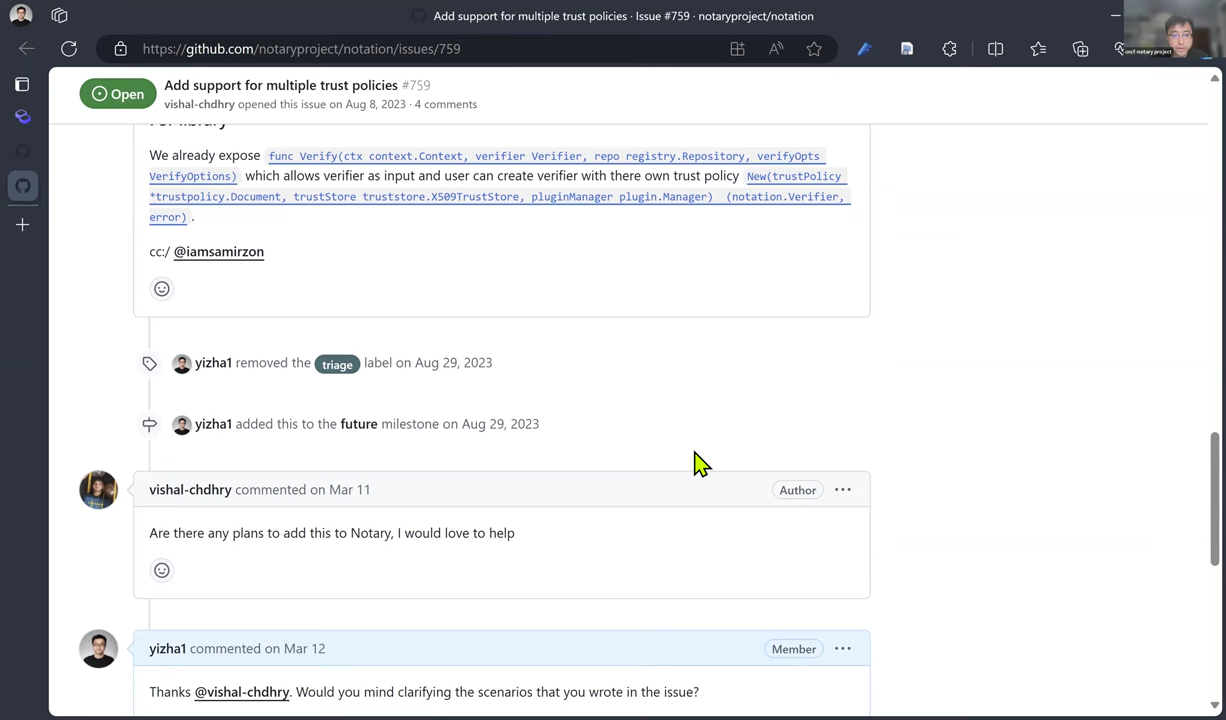 Add support for multiple trust policies · Issue #759 · notaryproject/notation
https://github.com/notaryproject/notation/issues/759
cncf-notary project
Open
Add support for multiple trust policies #759
vishal-chdhry opened this issue on Aug 8, 2023 · 4 comments
For library
We already expose func Verify(ctx context.Context, verifier Verifier, repo registry.Repository, verifyOpts
VerifyOptions) which allows verifier as input and user can create verifier with there own trust policy New(trustPolicy
*trustpolicy.Document, trustStore truststore.X509TrustStore, pluginManager plugin.Manager) (notation.Verifier,
error) .
cc:/ @iamsamirzon
yizha1 removed the triage label on Aug 29, 2023
yizha1 added this to the future milestone on Aug 29, 2023
vishal-chdhry commented on Mar 11
Author
Are there any plans to add this to Notary, I would love to help
yizha1 commented on Mar 12
Member
Thanks @vishal-chdhry. Would you mind clarifying the scenarios that you wrote in the issue?